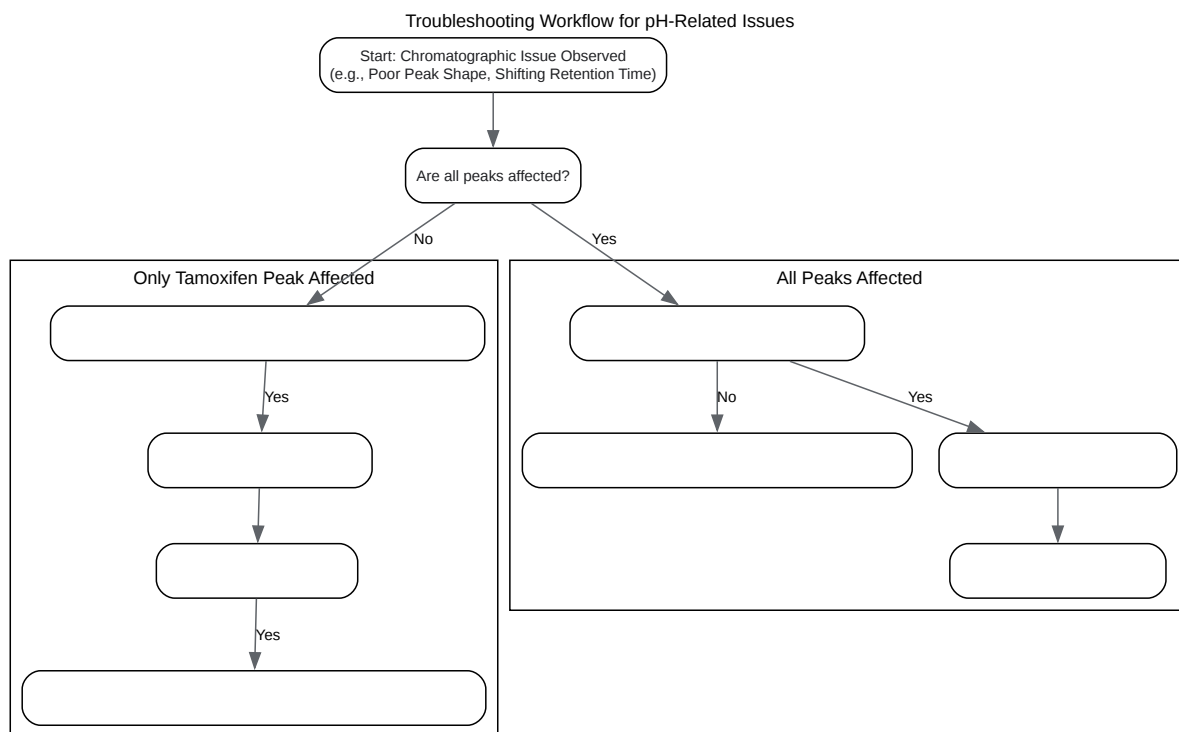 Troubleshooting Workflow for pH-Related Issues
Start: Chromatographic Issue Observed
(e.g., Poor Peak Shape, Shifting Retention Time)
Are all peaks affected?
No
Yes
Only Tamoxifen Peak Affected
All Peaks Affected
Yes
No
Yes
Yes